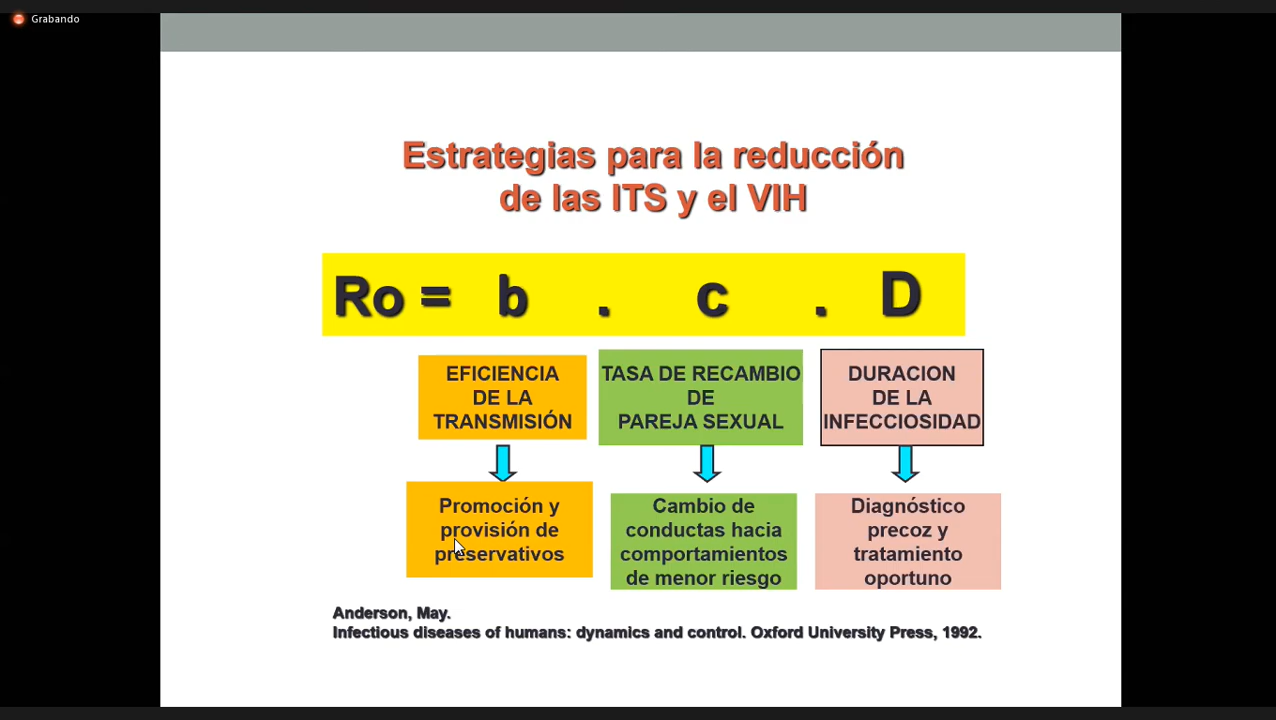 Grabando
Estrategias para la reducción
de las ITS y el VIH
Ro = b . c . D
EFICIENCIA
DE LA
TRANSMISIÓN
TASA DE RECAMBIO
DE
PAREJA SEXUAL
DURACION
DE LA
INFECCIOSIDAD
Promoción y
provisión de
preservativos
Cambio de
conductas hacia
comportamientos
de menor riesgo
Diagnóstico
precoz y
tratamiento
oportuno
Anderson, May.
Infectious diseases of humans: dynamics and control. Oxford University Press, 1992.